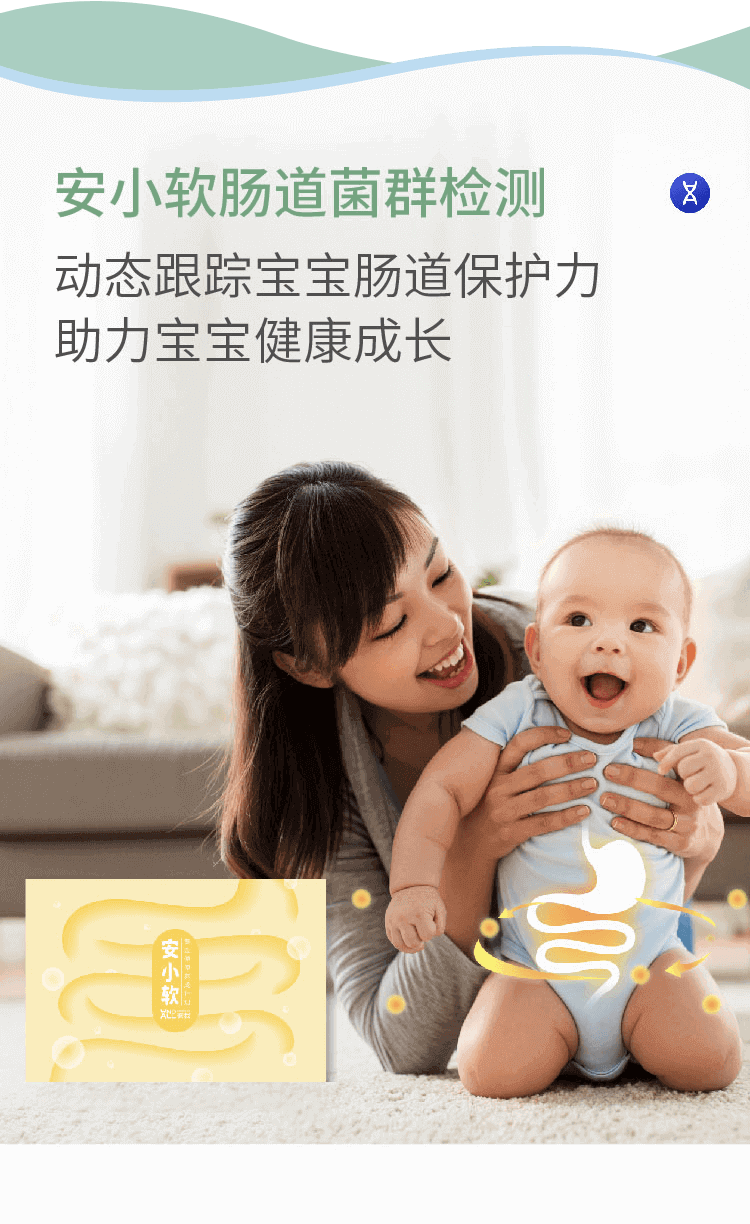 安小软肠道菌群检测
动态跟踪宝宝肠道保护力
助力宝宝健康成长
安小软